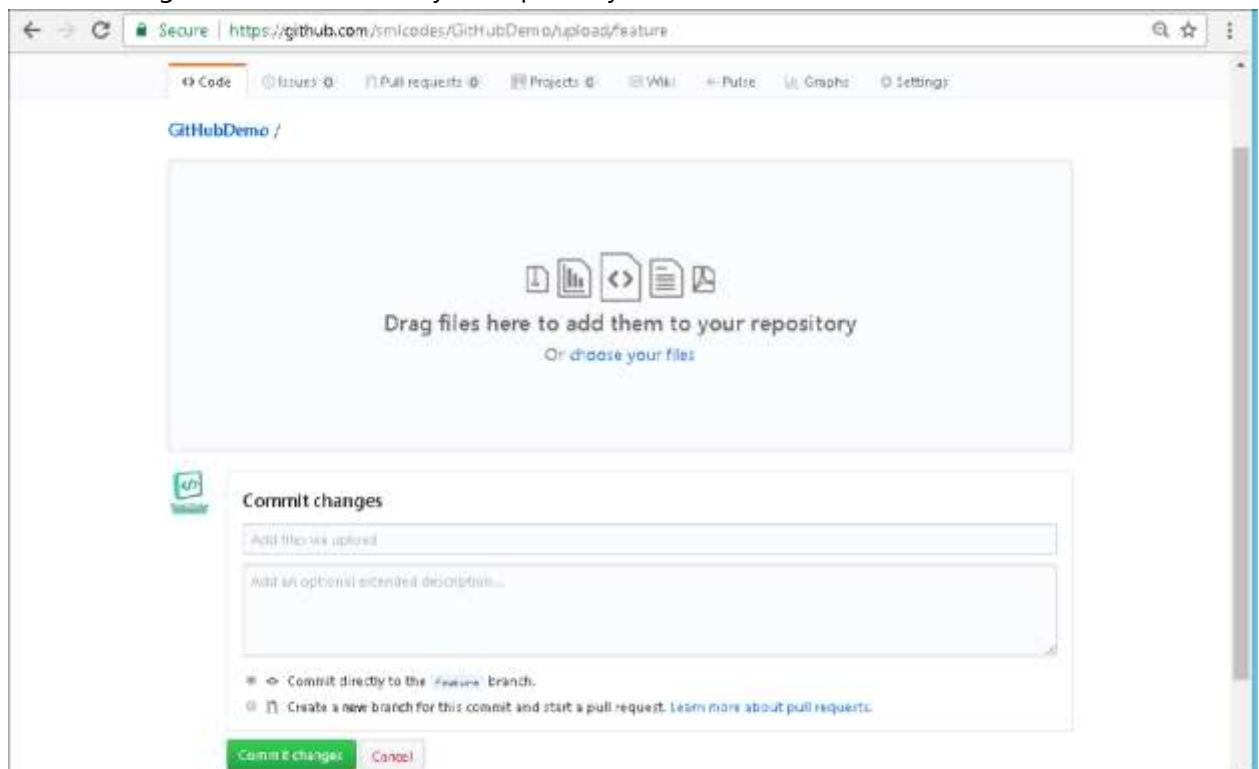 Secure | https://github.com/smlcodes/GitHubDemo/upload/feature
<> Code Issues 0 Pull requests 0 Projects 0 Wiki Pulse Graphs Settings
GitHubDemo /
Drag files here to add them to your repository
Or choose your files
Commit changes
Add files via upload
Add an optional extended description...
Commit directly to the feature branch.
Create a new branch for this commit and start a pull request. Learn more about pull requests.
Commit changes Cancel